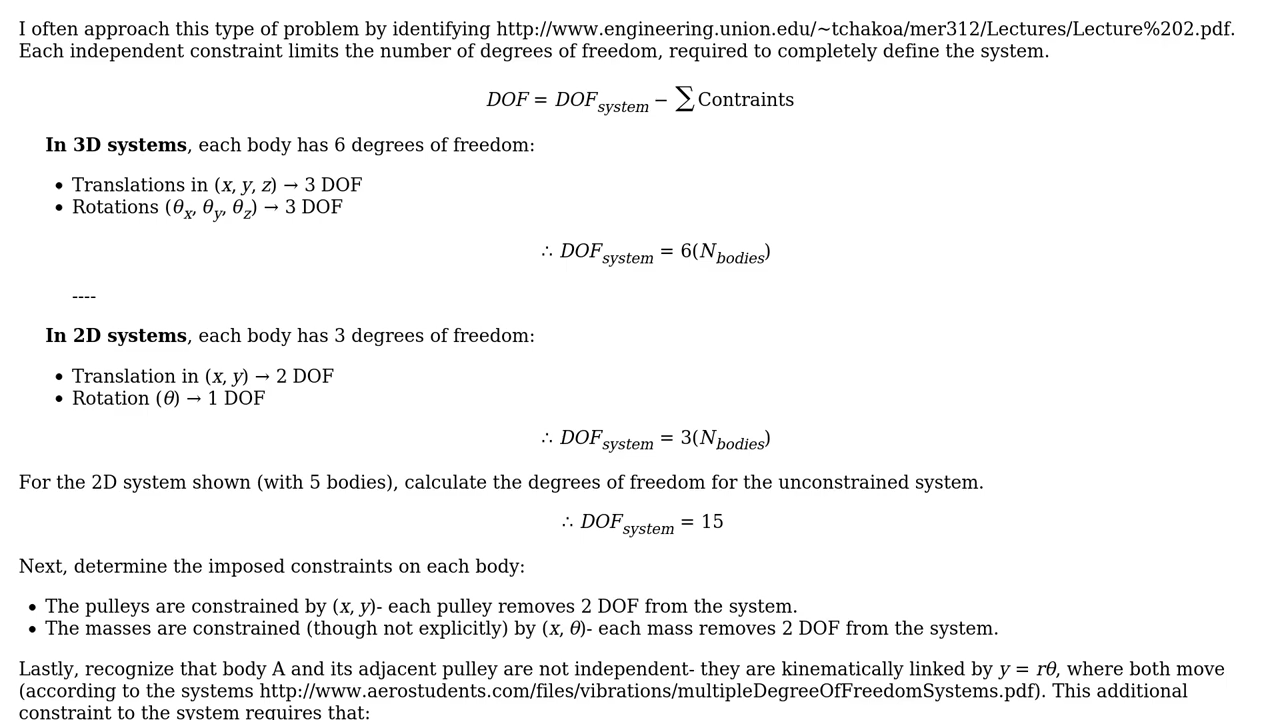 I often approach this type of problem by identifying http://www.engineering.union.edu/~tchakoa/mer312/Lectures/Lecture%202.pdf.
Each independent constraint limits the number of degrees of freedom, required to completely define the system.
DOF = DOF_system − ∑ Contraints
In 3D systems, each body has 6 degrees of freedom:
• Translations in (x, y, z) → 3 DOF
• Rotations (θ_x, θ_y, θ_z) → 3 DOF
∴ DOF_system = 6(N_bodies)
----
In 2D systems, each body has 3 degrees of freedom:
• Translation in (x, y) → 2 DOF
• Rotation (θ) → 1 DOF
∴ DOF_system = 3(N_bodies)
For the 2D system shown (with 5 bodies), calculate the degrees of freedom for the unconstrained system.
∴ DOF_system = 15
Next, determine the imposed constraints on each body:
• The pulleys are constrained by (x, y)- each pulley removes 2 DOF from the system.
• The masses are constrained (though not explicitly) by (x, θ)- each mass removes 2 DOF from the system.
Lastly, recognize that body A and its adjacent pulley are not independent- they are kinematically linked by y = rθ, where both move
(according to the systems http://www.aerostudents.com/files/vibrations/multipleDegreeOfFreedomSystems.pdf). This additional
constraint to the system requires that: